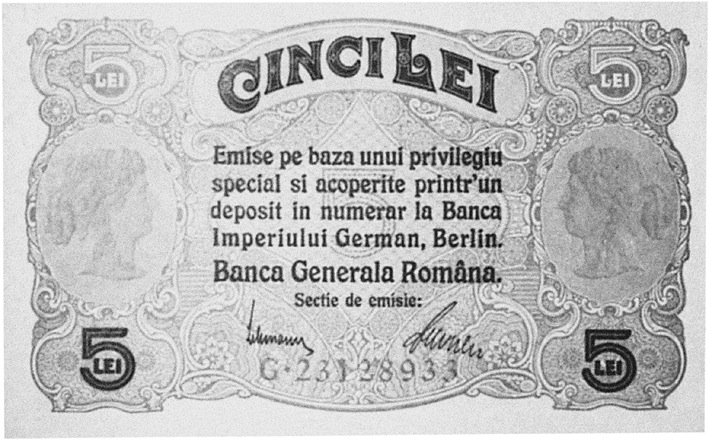 5 LEI
CINCI LEI
5 LEI
Emise pe baza unui privilegiu
special si acoperite printr'un
deposit in numerar la Banca
Imperiului German, Berlin.
Banca Generala Româna.
Sectie de emisie:
G·23128933
5 LEI
5 LEI